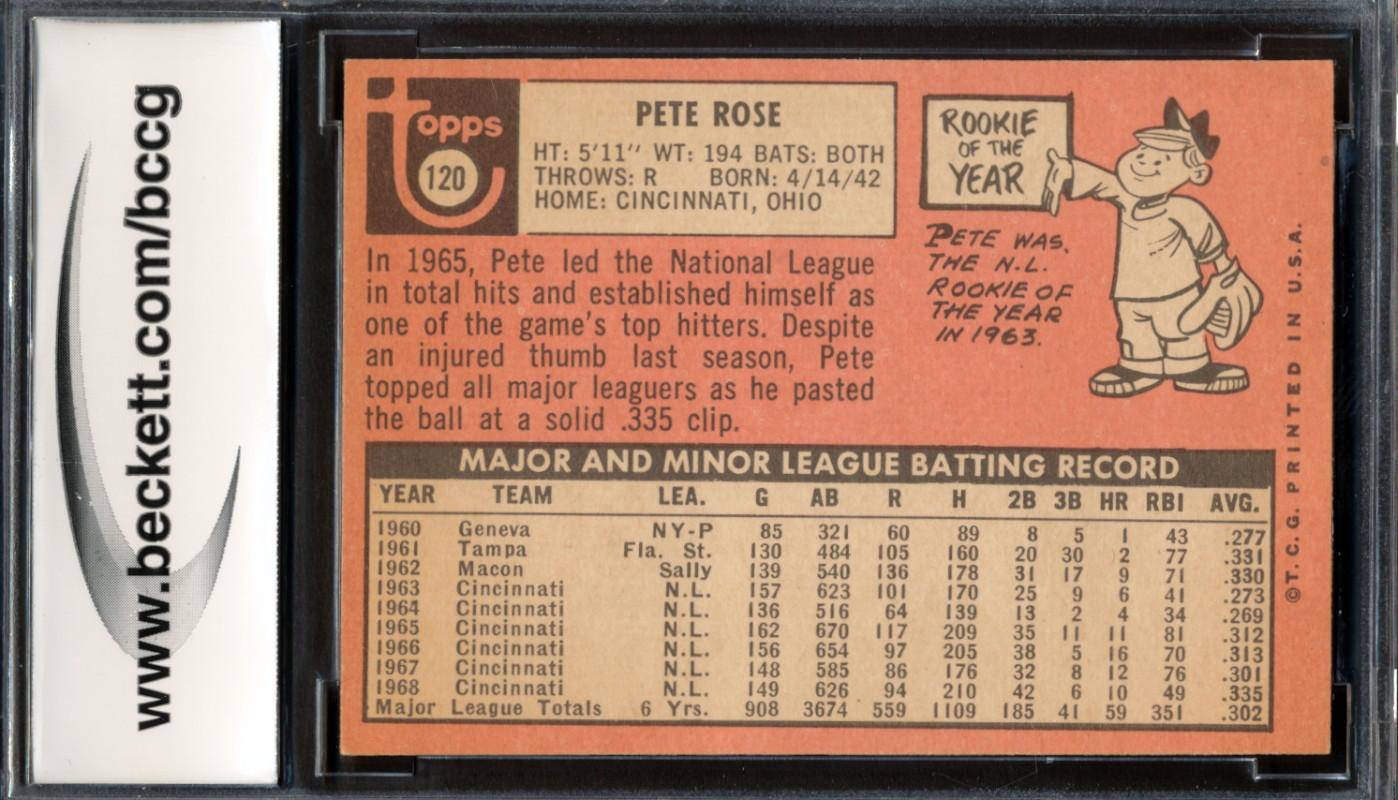 www.beckett.com/bccg
topps
120
PETE ROSE
HT: 5'11" WT: 194 BATS: BOTH
THROWS: R BORN: 4/14/42
HOME: CINCINNATI, OHIO
In 1965, Pete led the National League
in total hits and established himself as
one of the game's top hitters. Despite
an injured thumb last season, Pete
topped all major leaguers as he pasted
the ball at a solid .335 clip.
ROOKIE
OF THE
YEAR
PETE WAS,
THE N.L.
ROOKIE OF
THE YEAR
IN 1963.
MAJOR AND MINOR LEAGUE BATTING RECORD
YEAR TEAM LEA. G AB R H 2B 3B HR RBI AVG.
1960 Geneva NY-P 85 321 60 89 8 5 1 43 .277
1961 Tampa Fla. St. 130 484 105 160 20 30 2 77 .331
1962 Macon Sally 139 540 136 178 31 17 9 71 .330
1963 Cincinnati N.L. 157 623 101 170 25 9 6 41 .273
1964 Cincinnati N.L. 136 516 64 139 13 2 4 34 .269
1965 Cincinnati N.L. 162 670 117 209 35 11 11 81 .312
1966 Cincinnati N.L. 156 654 97 205 38 5 16 70 .313
1967 Cincinnati N.L. 148 585 86 176 32 8 12 76 .301
1968 Cincinnati N.L. 149 626 94 210 42 6 10 49 .335
Major League Totals 6 Yrs. 908 3674 559 1109 185 41 59 351 .302
©T. C. G. PRINTED IN U.S.A.